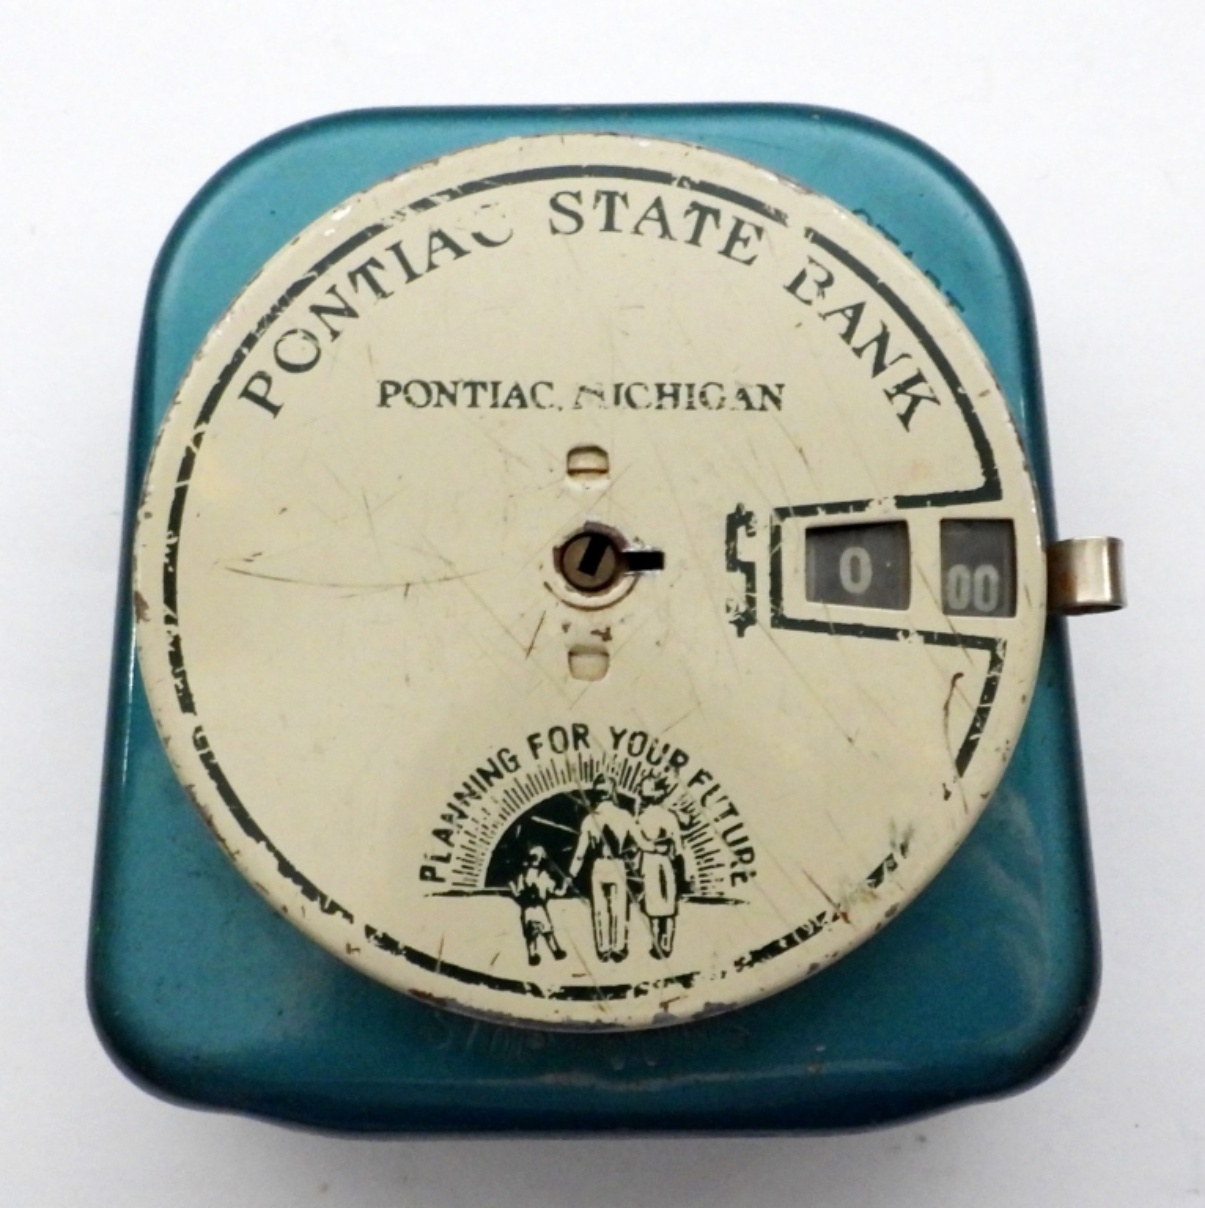 PONTIAC STATE BANK
PONTIAC, MICHIGAN
$ 0 00
PLANNING FOR YOUR FUTURE